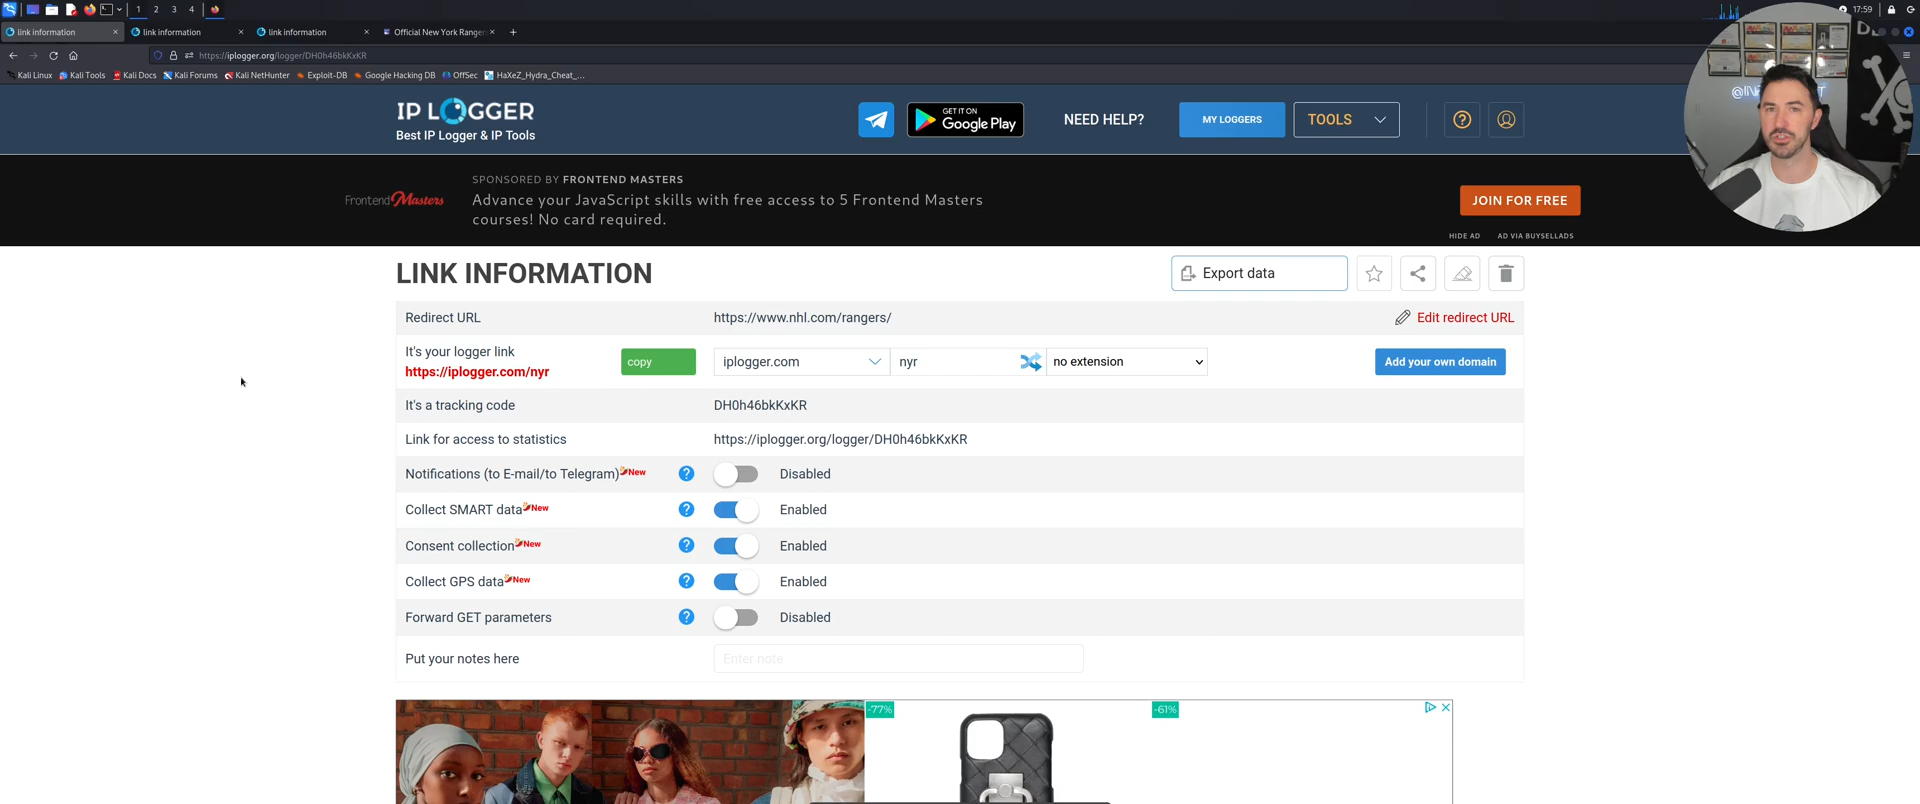 1 2 3 4
17:59
link information
link information
link information
Official New York Ranger
https://iplogger.org/logger/DH0h46bkKxKR
Kali Linux Kali Tools Kali Docs Kali Forums Kali NetHunter Exploit-DB Google Hacking DB OffSec HaXeZ_Hydra_Cheat_...
IP LOGGER
Best IP Logger & IP Tools
GET IT ON
Google Play
NEED HELP?
MY LOGGERS
TOOLS
SPONSORED BY FRONTEND MASTERS
Frontend Masters
Advance your JavaScript skills with free access to 5 Frontend Masters
courses! No card required.
JOIN FOR FREE
HIDE AD AD VIA BUYSELLADS
LINK INFORMATION
Export data
Redirect URL https://www.nhl.com/rangers/ Edit redirect URL
It's your logger link
https://iplogger.com/nyr
copy iplogger.com nyr no extension Add your own domain
It's a tracking code DH0h46bkKxKR
Link for access to statistics https://iplogger.org/logger/DH0h46bkKxKR
Notifications (to E-mail/to Telegram) New ? Disabled
Collect SMART data New ? Enabled
Consent collection New ? Enabled
Collect GPS data New ? Enabled
Forward GET parameters ? Disabled
Put your notes here Enter note
-77%
-61%